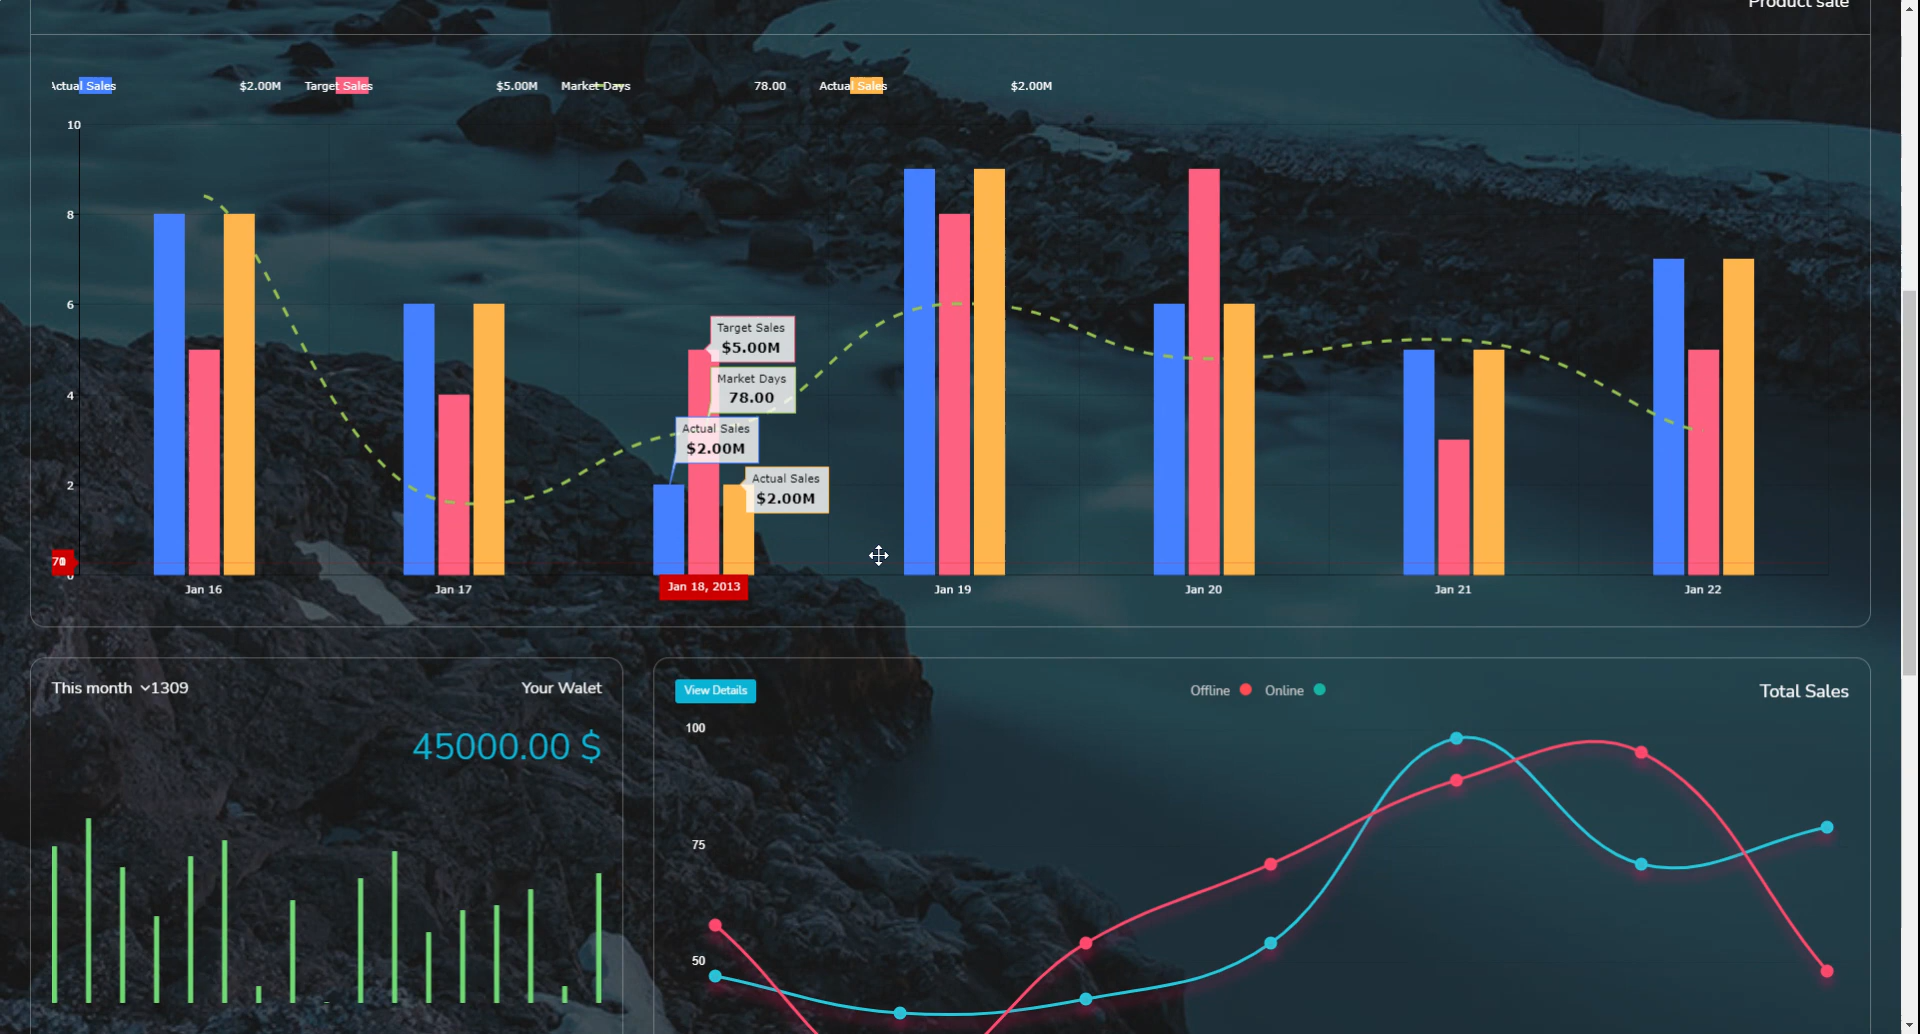 Product sale
Actual Sales $2.00M Target Sales $5.00M Market Days 78.00 Actual Sales $2.00M
10
8
6
Target Sales
$5.00M
Market Days
78.00
4
Actual Sales
$2.00M
2
Actual Sales
$2.00M
0
Jan 16 Jan 17 Jan 18, 2013 Jan 19 Jan 20 Jan 21 Jan 22
This month 1309 Your Walet
45000.00 $
View Details Offline Online Total Sales
100
75
50